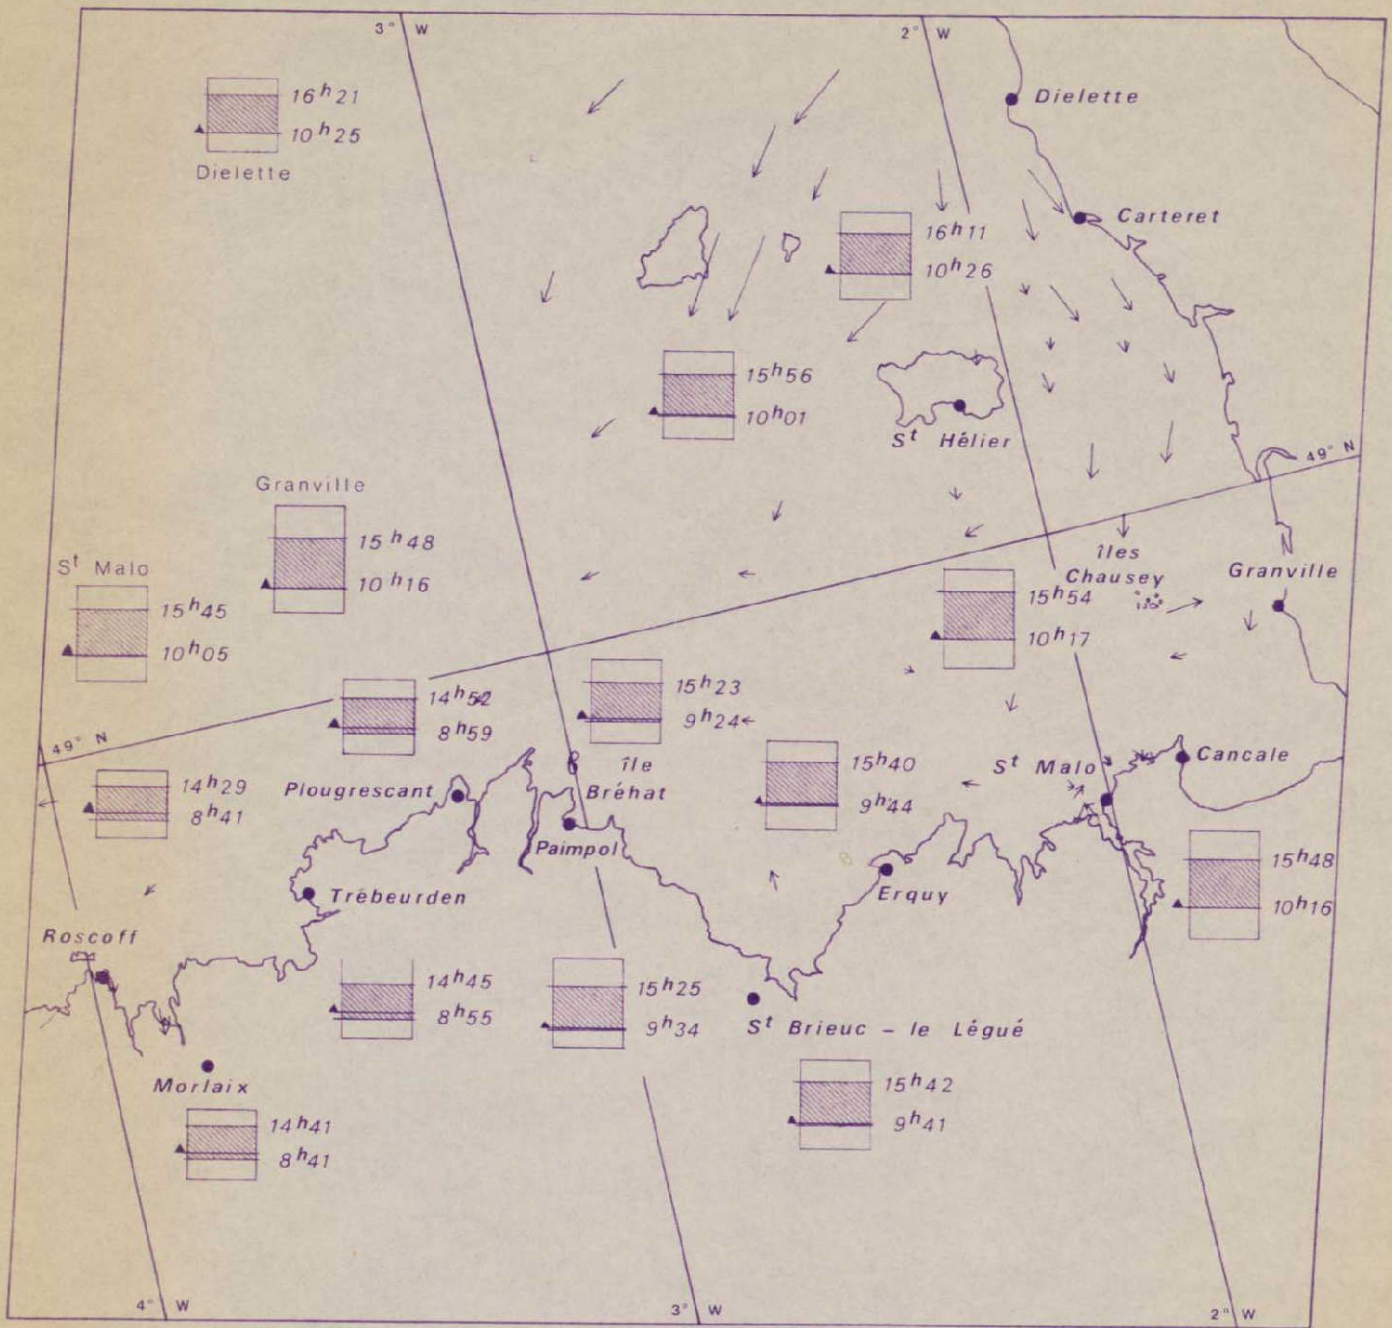 3° W
2° W
16h21
10h25
Dielette
Dielette
Carteret
16h11
10h26
15h56
10h01
St Hélier
49° N
Granville
15h48
10h16
St Malo
15h45
10h05
îles
Chausey
Granville
15h54
10h17
14h52
8h59
15h23
9h24
49° N
14h29
8h41
Plougrescant
île
Bréhat
Paimpol
15h40
9h44
St Malo
Cancale
Trébeurden
Erquy
15h48
10h16
Roscoff
14h45
8h55
15h25
9h34
St Brieuc - le Légué
Morlaix
14h41
8h41
15h42
9h41
4° W
3° W
2° W